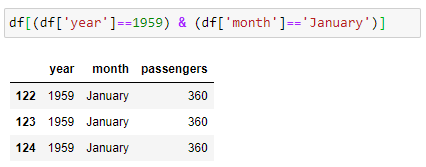 df[(df['year']==1959) & (df['month']=='January')]
year month passengers
122 1959 January 360
123 1959 January 360
124 1959 January 360